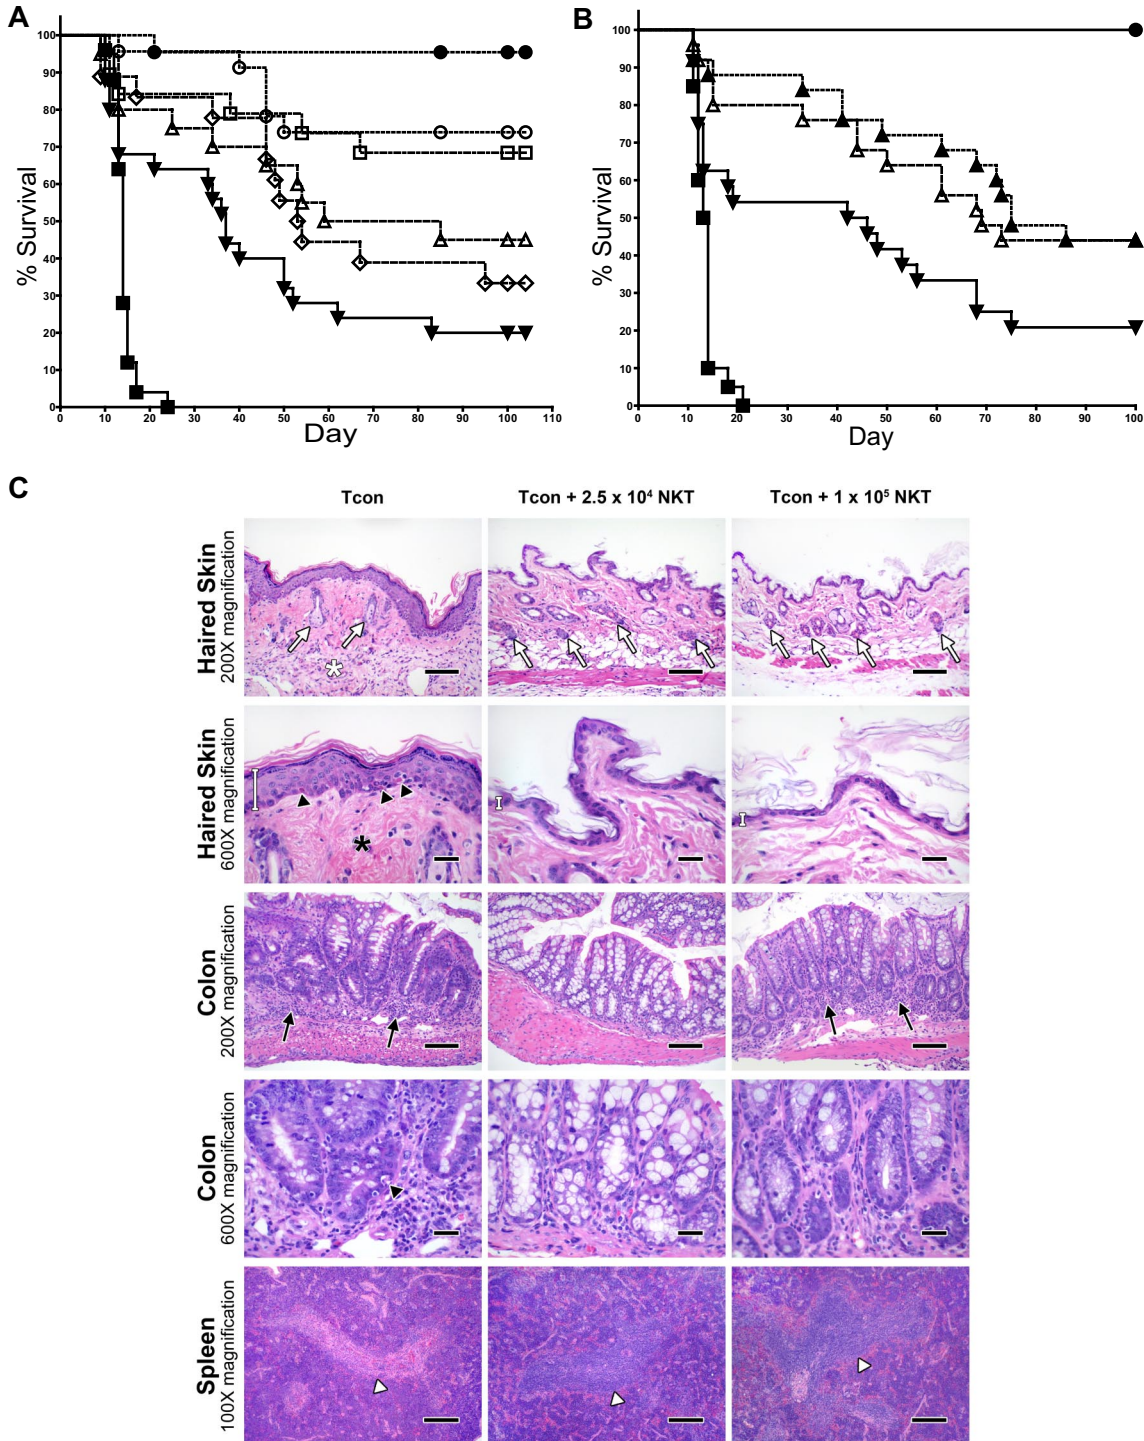 A
% Survival
100
90
80
70
60
50
40
30
20
10
0
0 10 20 30 40 50 60 70 80 90 100 110
Day
B
% Survival
100
90
80
70
60
50
40
30
20
10
0
0 10 20 30 40 50 60 70 80 90 100
Day
C
Tcon
Tcon + 2.5 x 10⁴ NKT
Tcon + 1 x 10⁵ NKT
Haired Skin
200X magnification
*
Haired Skin
600X magnification
*
Colon
200X magnification
Colon
600X magnification
Spleen
100X magnification